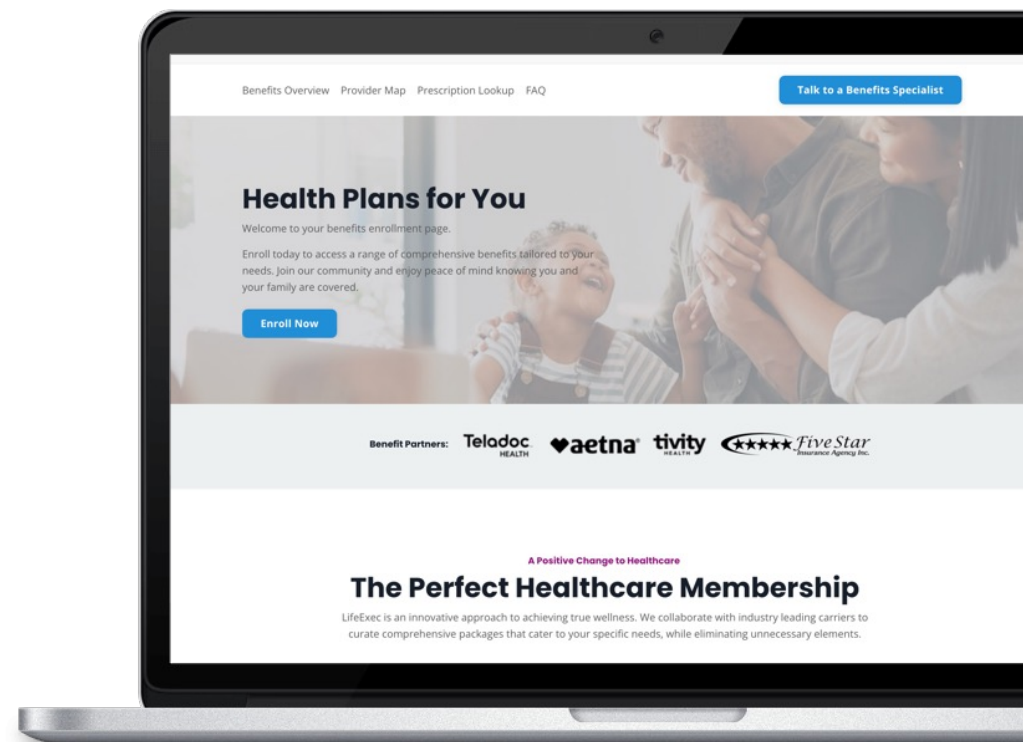 Benefits Overview Provider Map Prescription Lookup FAQ
Talk to a Benefits Specialist
Health Plans for You
Welcome to your benefits enrollment page.
Enroll today to access a range of comprehensive benefits tailored to your
needs. Join our community and enjoy peace of mind knowing you and
your family are covered.
Enroll Now
Benefit Partners:
Teladoc
HEALTH
aetna
tivity
HEALTH
Five Star
Insurance Agency Inc.
A Positive Change to Healthcare
The Perfect Healthcare Membership
LifeExec is an innovative approach to achieving true wellness. We collaborate with industry leading carriers to
curate comprehensive packages that cater to your specific needs, while eliminating unnecessary elements.